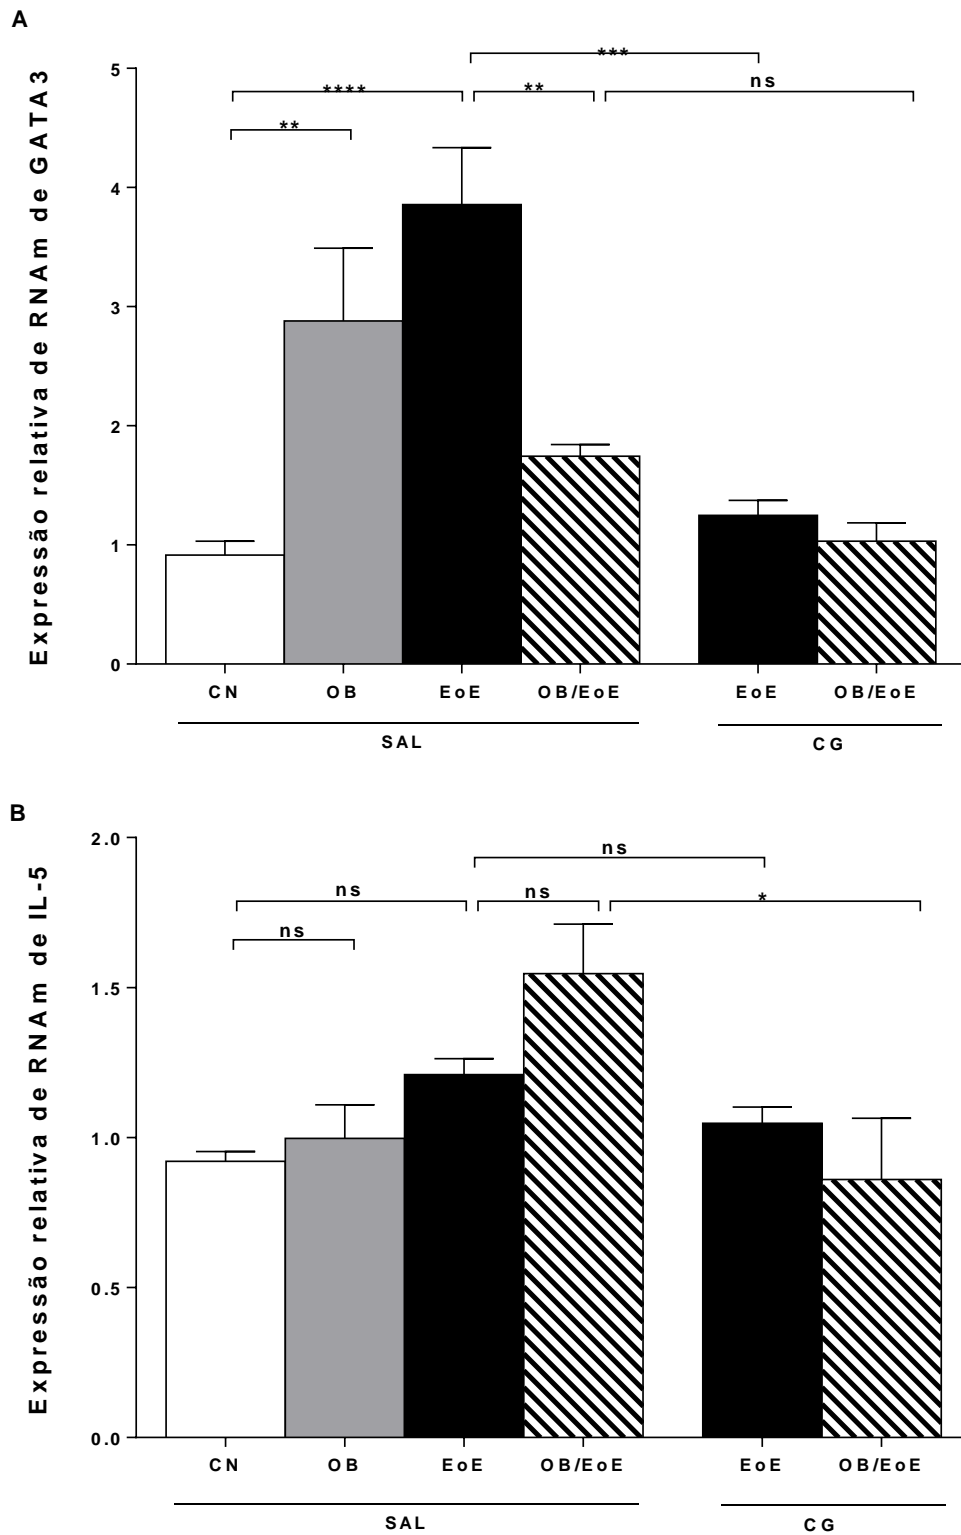 A
Expressão relativa de RNAm de GATA3
***
**** ** ns
**
5
4
3
2
1
0
CN OB EoE OB/EoE EoE OB/EoE
SAL CG
B
Expressão relativa de RNAm de IL-5
ns
ns ns *
ns
2.0
1.5
1.0
0.5
0.0
CN OB EoE OB/EoE EoE OB/EoE
SAL CG